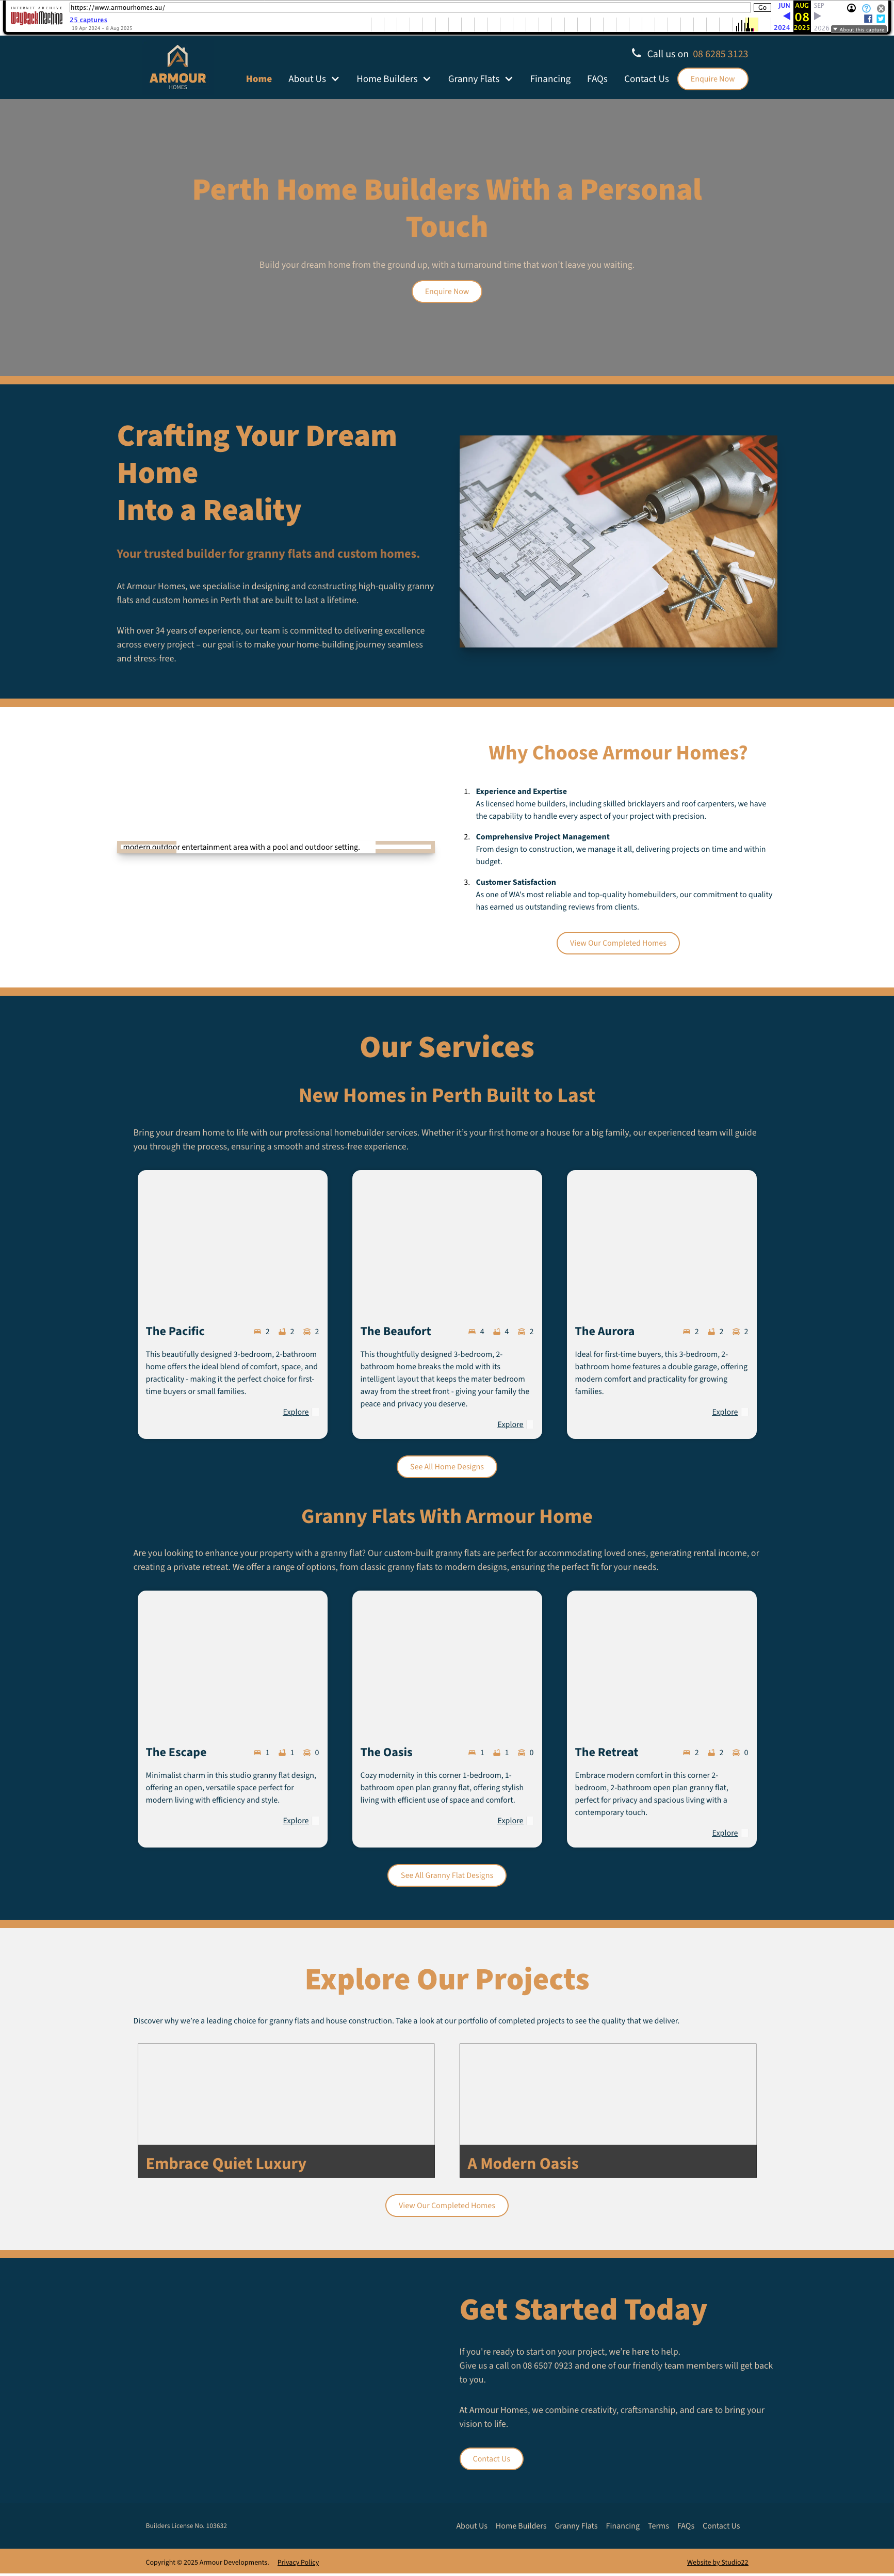 INTERNET ARCHIVE
WayBackMachine
https://www.armourhomes.au/
Go
25 captures
19 Apr 2024 – 8 Aug 2025
JUN
AUG
SEP
08
2024
2025
2026
About this capture
ARMOUR
HOMES
Call us on 08 6285 3123
Home
About Us
Home Builders
Granny Flats
Financing
FAQs
Contact Us
Enquire Now
Perth Home Builders With a Personal
Touch
Build your dream home from the ground up, with a turnaround time that won't leave you waiting.
Enquire Now
Crafting Your Dream
Home
Into a Reality
Your trusted builder for granny flats and custom homes.
At Armour Homes, we specialise in designing and constructing high-quality granny
flats and custom homes in Perth that are built to last a lifetime.
With over 34 years of experience, our team is committed to delivering excellence
across every project – our goal is to make your home-building journey seamless
and stress-free.
modern outdoor entertainment area with a pool and outdoor setting.
Why Choose Armour Homes?
1. Experience and Expertise
As licensed home builders, including skilled bricklayers and roof carpenters, we have
the capability to handle every aspect of your project with precision.
2. Comprehensive Project Management
From design to construction, we manage it all, delivering projects on time and within
budget.
3. Customer Satisfaction
As one of WA's most reliable and top-quality homebuilders, our commitment to quality
has earned us outstanding reviews from clients.
View Our Completed Homes
Our Services
New Homes in Perth Built to Last
Bring your dream home to life with our professional homebuilder services. Whether it's your first home or a house for a big family, our experienced team will guide
you through the process, ensuring a smooth and stress-free experience.
The Pacific
2 2 2
This beautifully designed 3-bedroom, 2-bathroom
home offers the ideal blend of comfort, space, and
practicality - making it the perfect choice for first-
time buyers or small families.
Explore
The Beaufort
4 4 2
This thoughtfully designed 3-bedroom, 2-
bathroom home breaks the mold with its
intelligent layout that keeps the mater bedroom
away from the street front - giving your family the
peace and privacy you deserve.
Explore
The Aurora
2 2 2
Ideal for first-time buyers, this 3-bedroom, 2-
bathroom home features a double garage, offering
modern comfort and practicality for growing
families.
Explore
See All Home Designs
Granny Flats With Armour Home
Are you looking to enhance your property with a granny flat? Our custom-built granny flats are perfect for accommodating loved ones, generating rental income, or
creating a private retreat. We offer a range of options, from classic granny flats to modern designs, ensuring the perfect fit for your needs.
The Escape
1 1 0
Minimalist charm in this studio granny flat design,
offering an open, versatile space perfect for
modern living with efficiency and style.
Explore
The Oasis
1 1 0
Cozy modernity in this corner 1-bedroom, 1-
bathroom open plan granny flat, offering stylish
living with efficient use of space and comfort.
Explore
The Retreat
2 2 0
Embrace modern comfort in this corner 2-
bedroom, 2-bathroom open plan granny flat,
perfect for privacy and spacious living with a
contemporary touch.
Explore
See All Granny Flat Designs
Explore Our Projects
Discover why we're a leading choice for granny flats and house construction. Take a look at our portfolio of completed projects to see the quality that we deliver.
Embrace Quiet Luxury
A Modern Oasis
View Our Completed Homes
Get Started Today
If you're ready to start on your project, we're here to help.
Give us a call on 08 6507 0923 and one of our friendly team members will get back
to you.
At Armour Homes, we combine creativity, craftsmanship, and care to bring your
vision to life.
Contact Us
Builders License No. 103632
About Us
Home Builders
Granny Flats
Financing
Terms
FAQs
Contact Us
Copyright © 2025 Armour Developments.
Privacy Policy
Website by Studio22